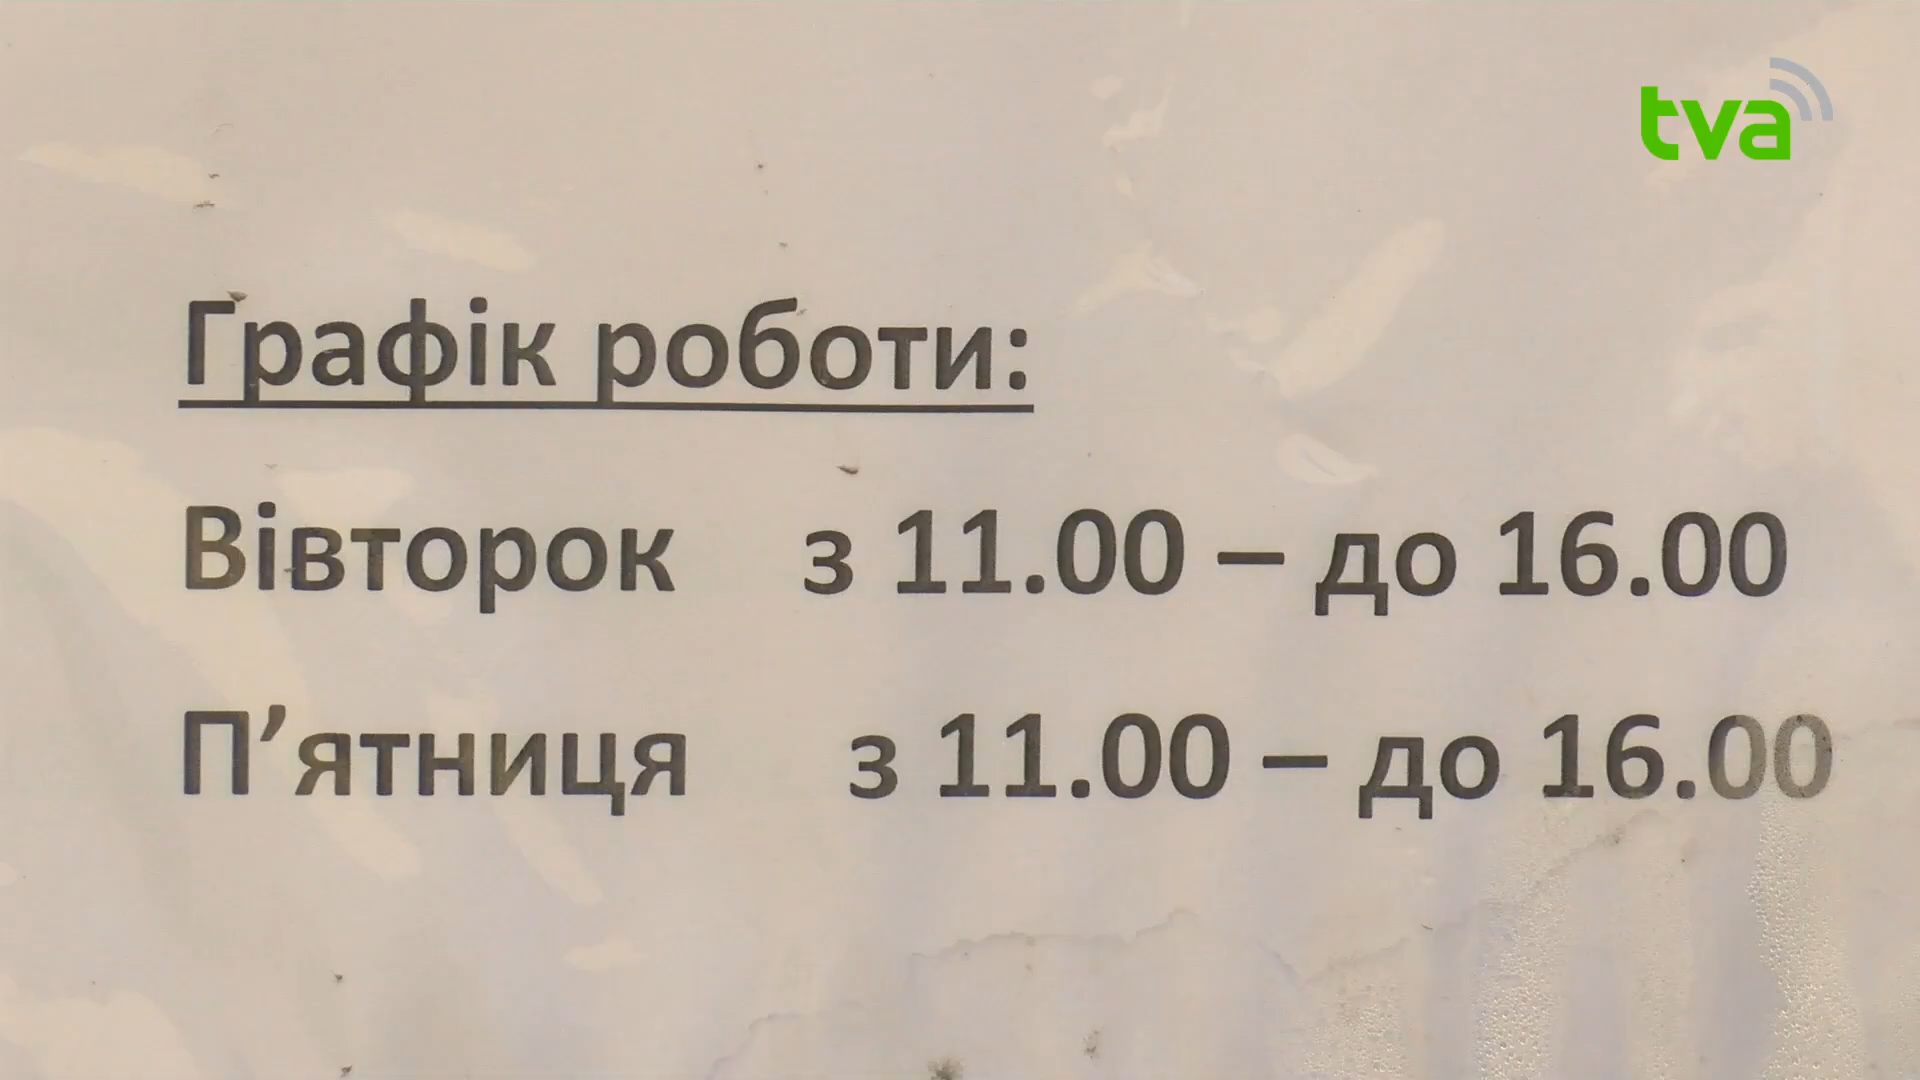 tva
Графік роботи:
Вівторок з 11.00 – до 16.00
П’ятниця з 11.00 – до 16.00